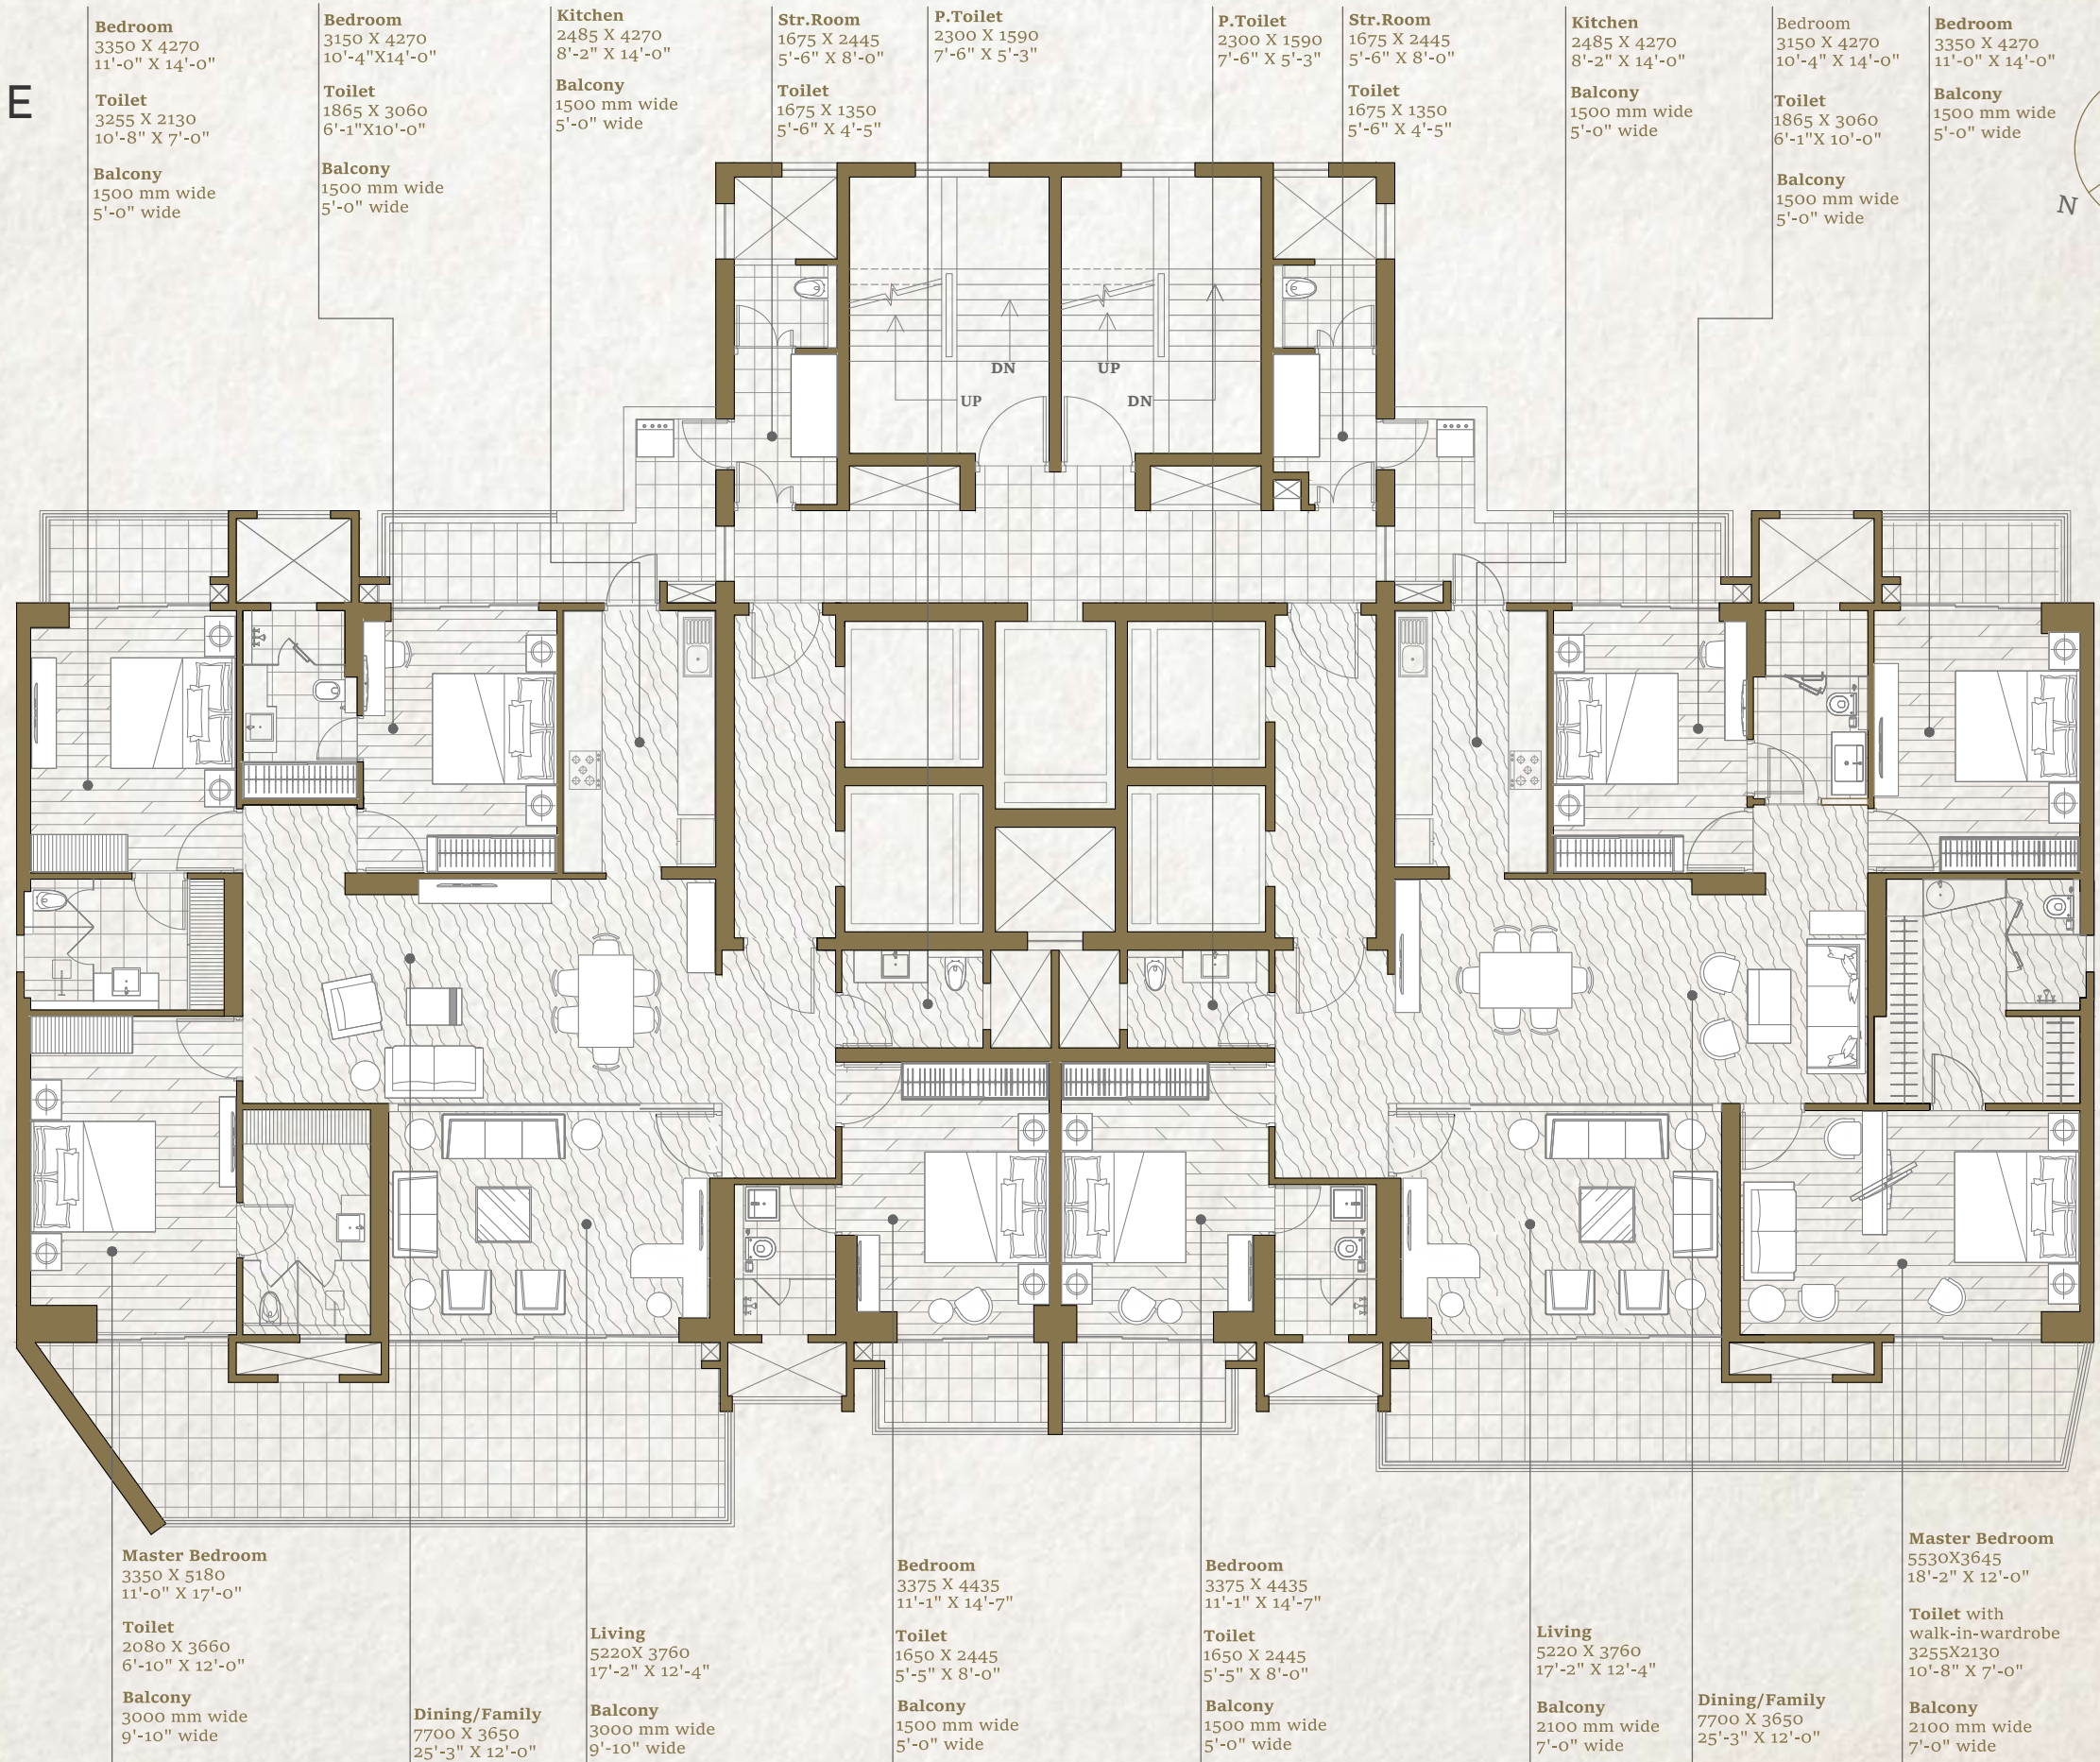 E
Bedroom
3350 X 4270
11'-0" X 14'-0"
Toilet
3255 X 2130
10'-8" X 7'-0"
Balcony
1500 mm wide
5'-0" wide
Bedroom
3150 X 4270
10'-4"X14'-0"
Toilet
1865 X 3060
6'-1"X10'-0"
Balcony
1500 mm wide
5'-0" wide
Kitchen
2485 X 4270
8'-2" X 14'-0"
Balcony
1500 mm wide
5'-0" wide
Str.Room
1675 X 2445
5'-6" X 8'-0"
Toilet
1675 X 1350
5'-6" X 4'-5"
P.Toilet
2300 X 1590
7'-6" X 5'-3"
P.Toilet
2300 X 1590
7'-6" X 5'-3"
Str.Room
1675 X 2445
5'-6" X 8'-0"
Toilet
1675 X 1350
5'-6" X 4'-5"
Kitchen
2485 X 4270
8'-2" X 14'-0"
Balcony
1500 mm wide
5'-0" wide
Bedroom
3150 X 4270
10'-4" X 14'-0"
Toilet
1865 X 3060
6'-1"X 10'-0"
Balcony
1500 mm wide
5'-0" wide
Bedroom
3350 X 4270
11'-0" X 14'-0"
Balcony
1500 mm wide
5'-0" wide
N
DN
UP
UP
DN
Master Bedroom
3350 X 5180
11'-0" X 17'-0"
Toilet
2080 X 3660
6'-10" X 12'-0"
Balcony
3000 mm wide
9'-10" wide
Dining/Family
7700 X 3650
25'-3" X 12'-0"
Living
5220X 3760
17'-2" X 12'-4"
Balcony
3000 mm wide
9'-10" wide
Bedroom
3375 X 4435
11'-1" X 14'-7"
Toilet
1650 X 2445
5'-5" X 8'-0"
Balcony
1500 mm wide
5'-0" wide
Bedroom
3375 X 4435
11'-1" X 14'-7"
Toilet
1650 X 2445
5'-5" X 8'-0"
Balcony
1500 mm wide
5'-0" wide
Living
5220 X 3760
17'-2" X 12'-4"
Balcony
2100 mm wide
7'-0" wide
Dining/Family
7700 X 3650
25'-3" X 12'-0"
Master Bedroom
5530X3645
18'-2" X 12'-0"
Toilet with
walk-in-wardrobe
3255X2130
10'-8" X 7'-0"
Balcony
2100 mm wide
7'-0" wide